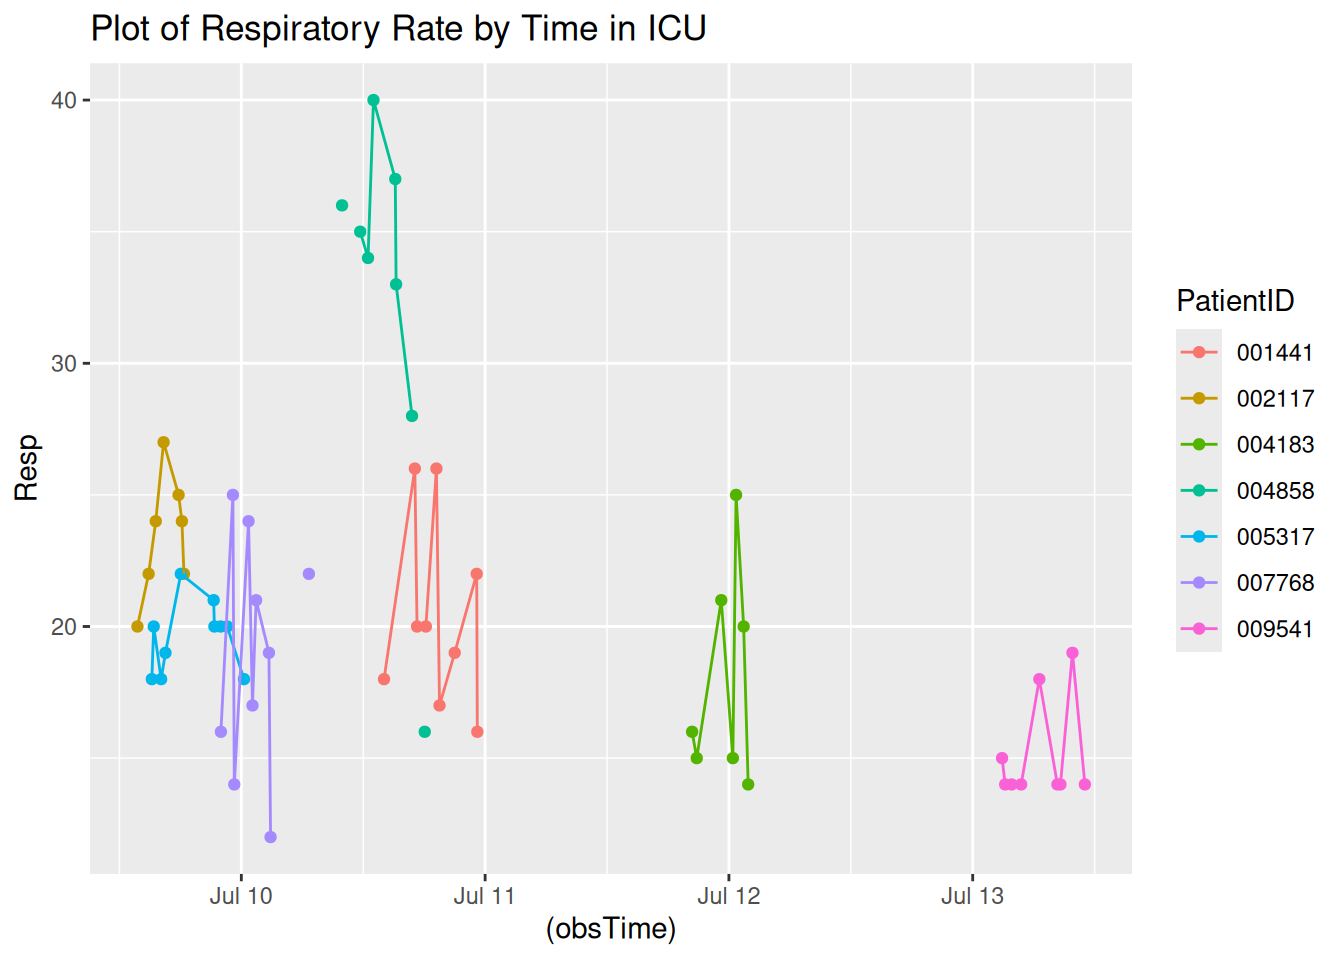 Plot of Respiratory Rate by Time in ICU
40
30
20
Resp
Jul 10
Jul 11
Jul 12
Jul 13
(obsTime)
PatientID
001441
002117
004183
004858
005317
007768
009541